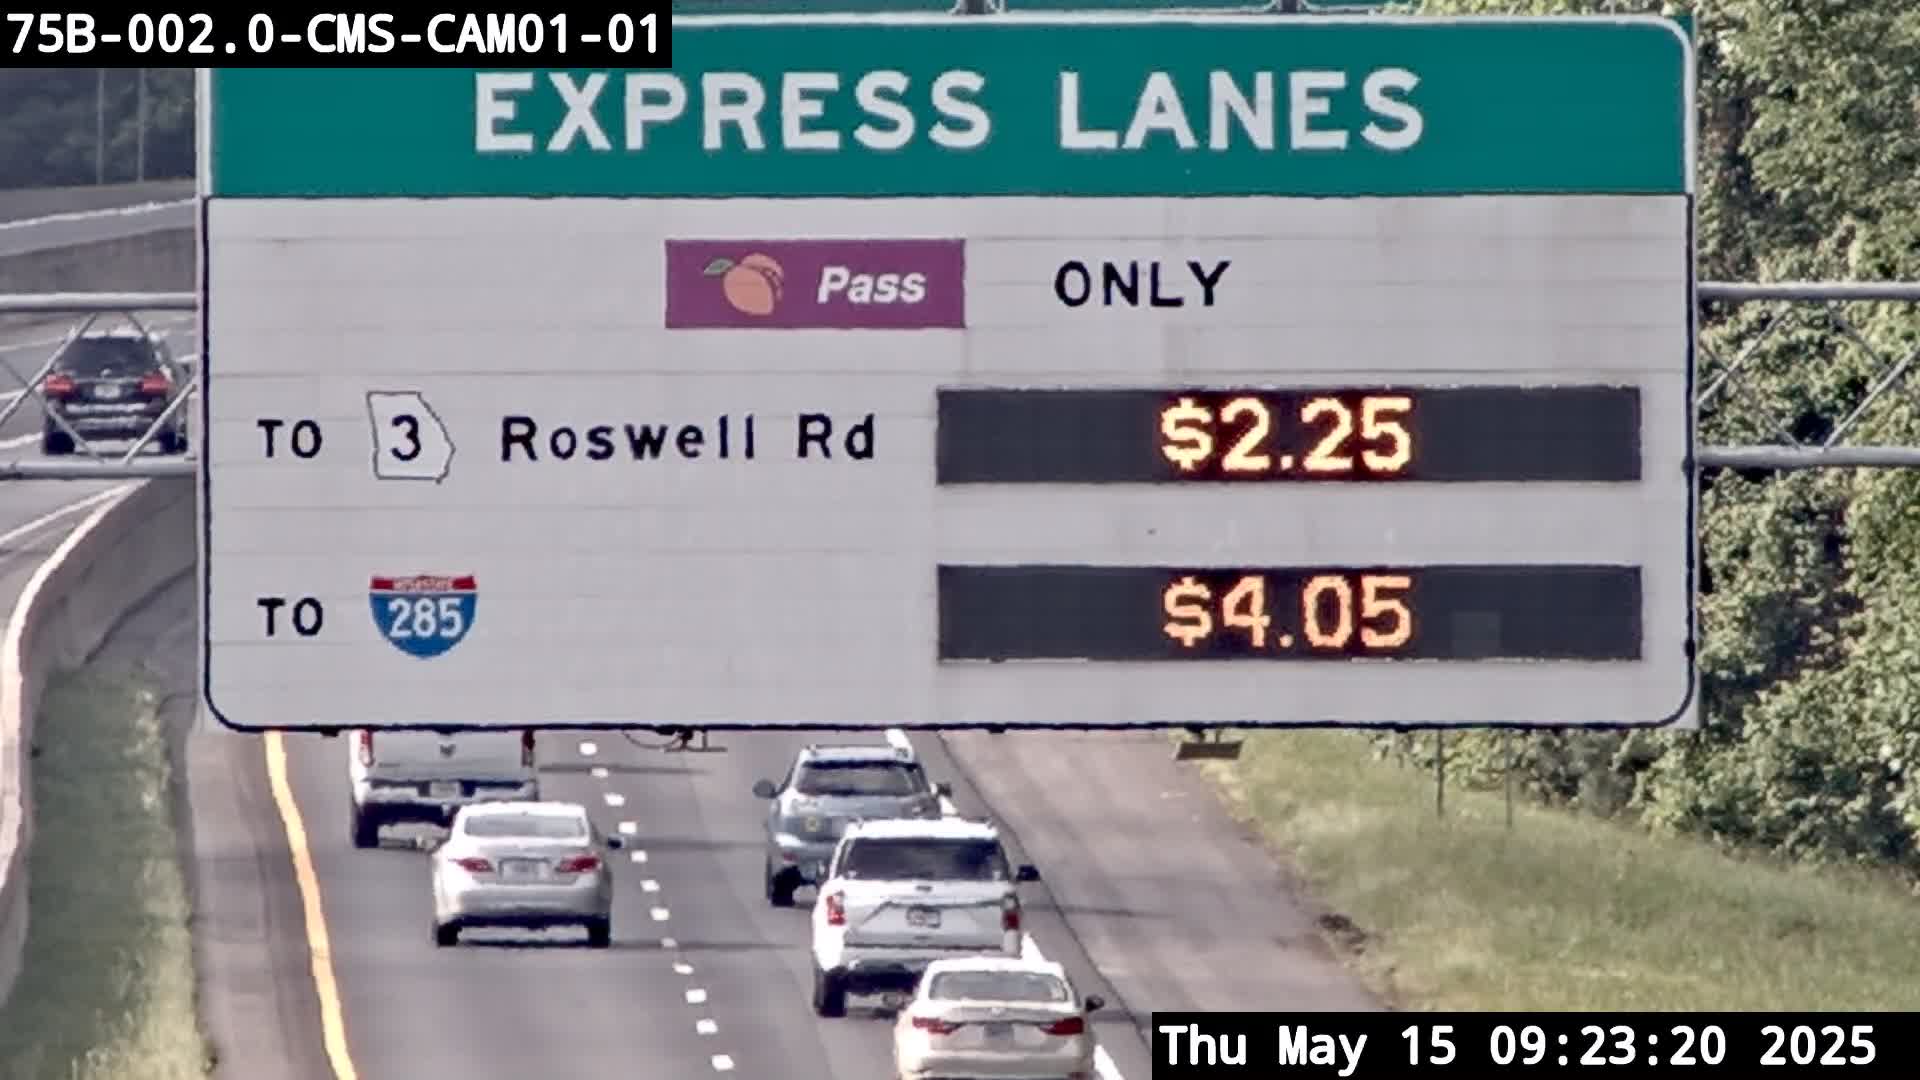 75B-002.0-CMS-CAM01-01
EXPRESS LANES
Pass ONLY
TO 3 Roswell Rd $2.25
INTERSTATE
TO 285 $4.05
Thu May 15 09:23:20 2025